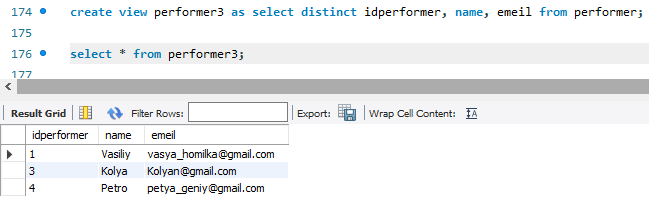 174 create view performer3 as select distinct idperformer, name, emeil from performer;
175
176 select * from performer3;
177
Result Grid Filter Rows: Export: Wrap Cell Content: IA
idperformer name emeil
1 Vasiliy vasya_homilka@gmail.com
3 Kolya Kolyan@gmail.com
4 Petro petya_geniy@gmail.com